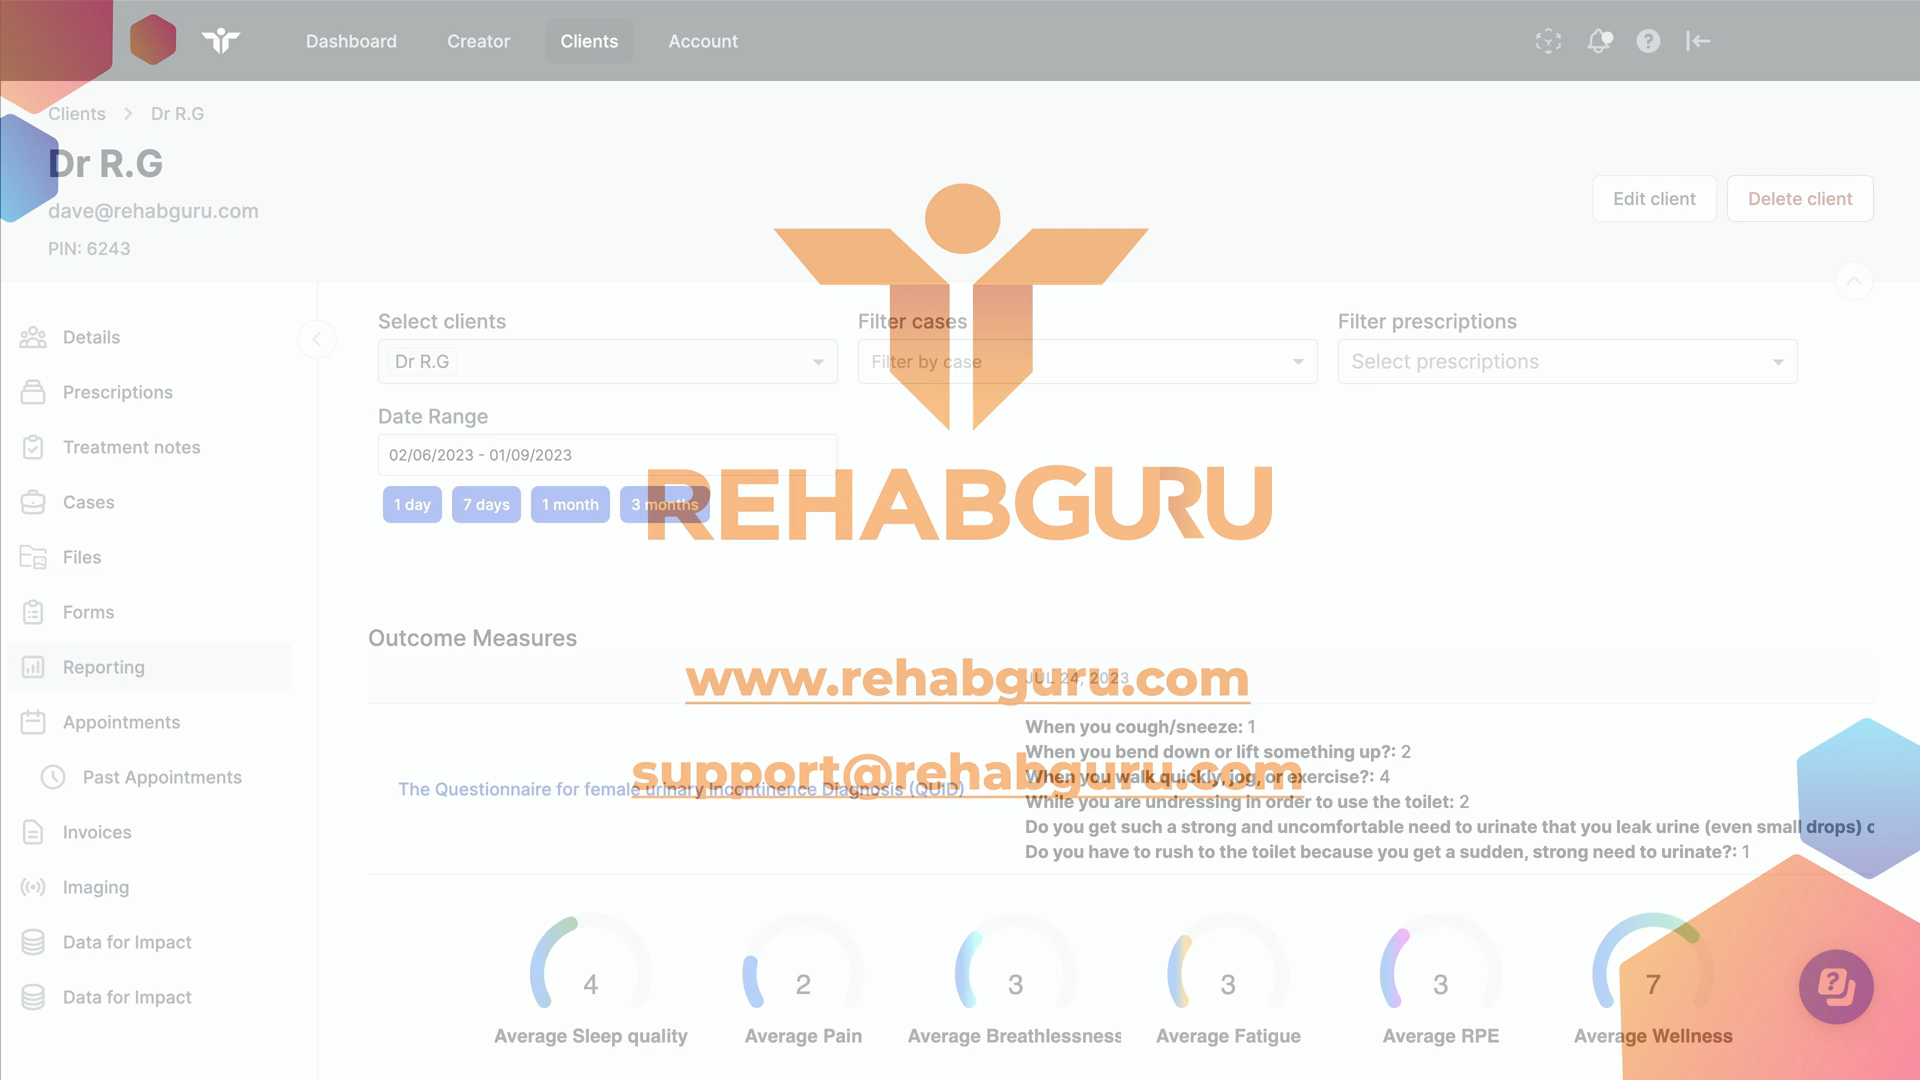 Dashboard
Creator
Clients
Account
Clients > Dr R.G
Dr R.G
dave@rehabguru.com
PIN: 6243
Edit client
Delete client
Details
Prescriptions
Treatment notes
Cases
Files
Forms
Reporting
Appointments
Past Appointments
Invoices
Imaging
Data for Impact
Data for Impact
Select clients
Dr R.G
Filter cases
Filter by case
Filter prescriptions
Select prescriptions
Date Range
02/06/2023 - 01/09/2023
1 day
7 days
1 month
3 months
REHABGURU
Outcome Measures
www.rehabguru.com
JUL 24, 2023
support@rehabguru.com
The Questionnaire for female urinary Incontinence Diagnosis (QUID)
When you cough/sneeze: 1
When you bend down or lift something up?: 2
When you walk quickly, jog, or exercise?: 4
While you are undressing in order to use the toilet: 2
Do you get such a strong and uncomfortable need to urinate that you leak urine (even small drops)
Do you have to rush to the toilet because you get a sudden, strong need to urinate?: 1
4
Average Sleep quality
2
Average Pain
3
Average Breathlessness
3
Average Fatigue
3
Average RPE
7
Average Wellness